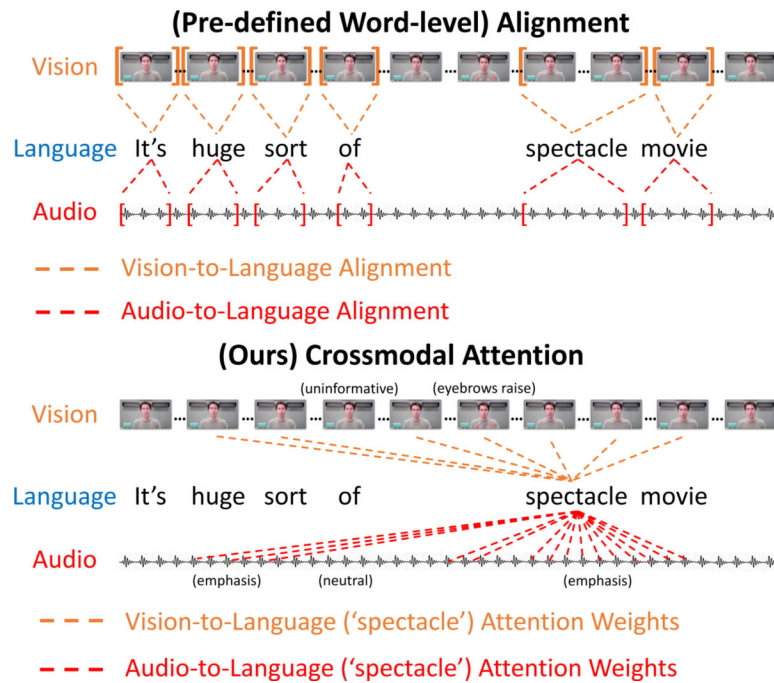 (Pre-defined Word-level) Alignment
Vision
... ... ... ... ... ... ... ... ...
Language It's huge sort of spectacle movie
Audio
Vision-to-Language Alignment
Audio-to-Language Alignment
(Ours) Crossmodal Attention
(uninformative) (eyebrows raise)
Vision
... ... ... ... ... ... ... ... ...
Language It's huge sort of spectacle movie
Audio
(emphasis) (neutral) (emphasis)
Vision-to-Language ('spectacle') Attention Weights
Audio-to-Language ('spectacle') Attention Weights